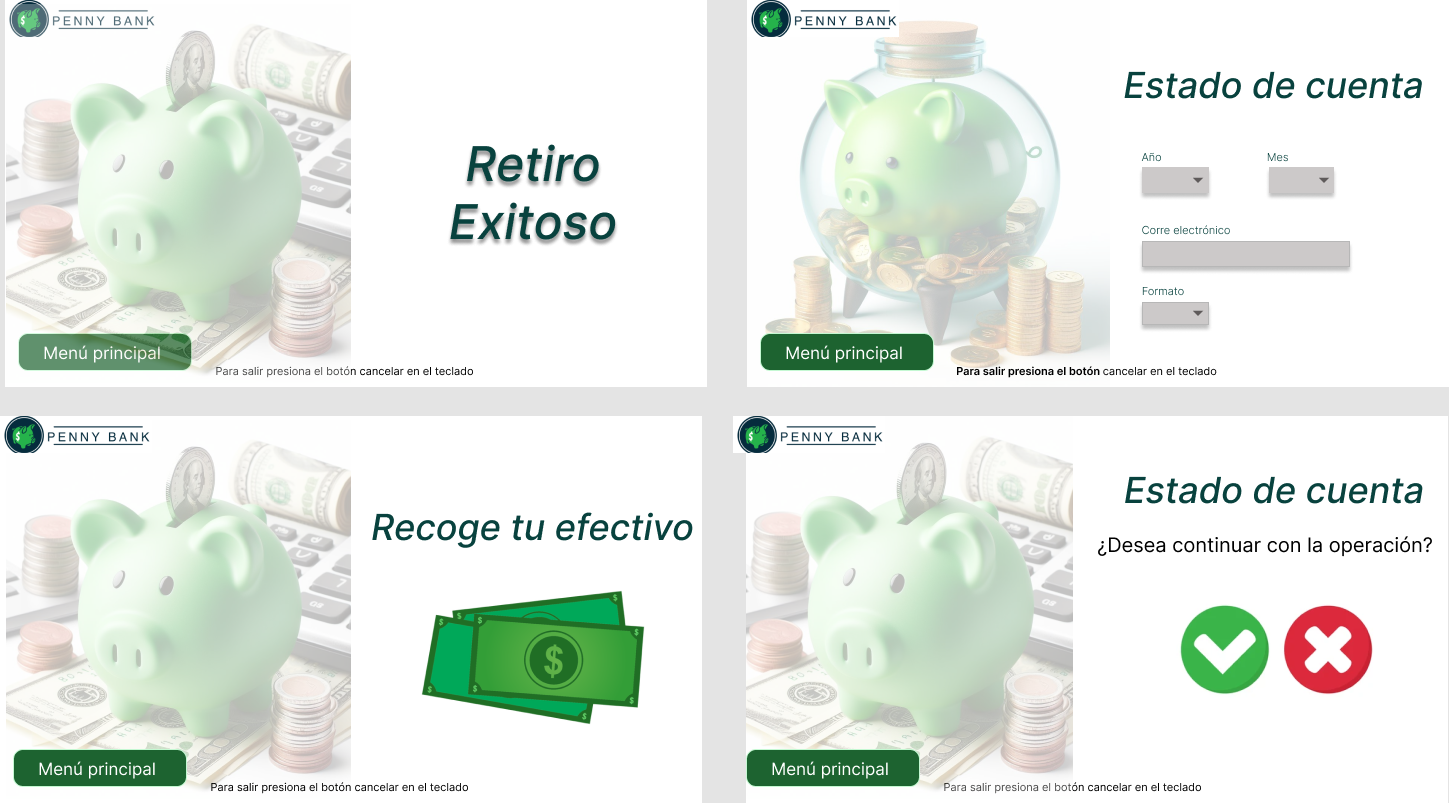 PENNY BANK
Retiro
Exitoso
Menú principal
Para salir presiona el botón cancelar en el teclado
PENNY BANK
Estado de cuenta
Año
Mes
Corre electrónico
Formato
Menú principal
Para salir presiona el botón cancelar en el teclado
PENNY BANK
Recoge tu efectivo
$
Menú principal
Para salir presiona el botón cancelar en el teclado
PENNY BANK
Estado de cuenta
¿Desea continuar con la operación?
Menú principal
Para salir presiona el botón cancelar en el teclado